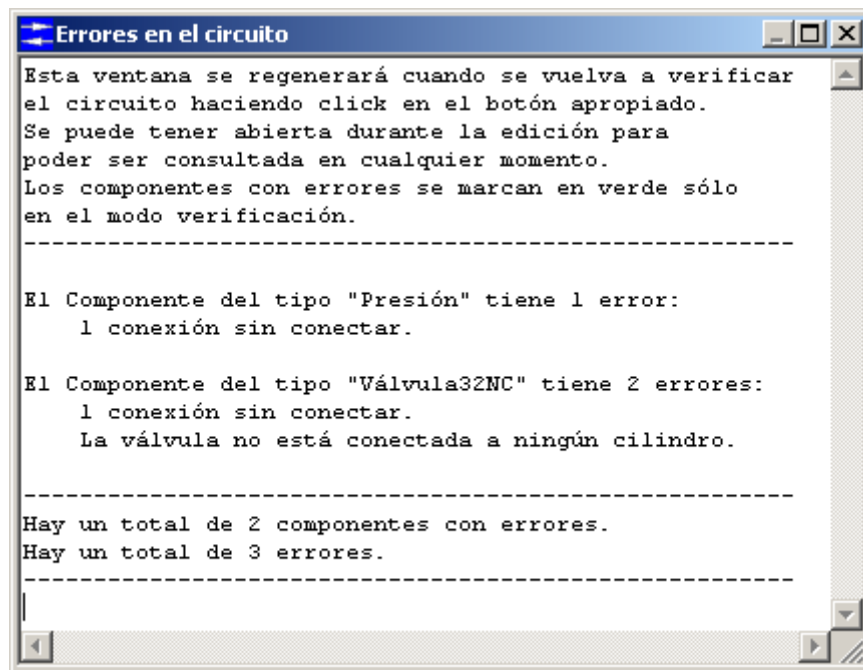 Errores en el circuito
Esta ventana se regenerará cuando se vuelva a verificar
el circuito haciendo click en el botón apropiado.
Se puede tener abierta durante la edición para
poder ser consultada en cualquier momento.
Los componentes con errores se marcan en verde sólo
en el modo verificación.
-------------------------------------------------------
El Componente del tipo "Presión" tiene 1 error:
1 conexión sin conectar.
El Componente del tipo "Válvula32NC" tiene 2 errores:
1 conexión sin conectar.
La válvula no está conectada a ningún cilindro.
-------------------------------------------------------
Hay un total de 2 componentes con errores.
Hay un total de 3 errores.
-------------------------------------------------------